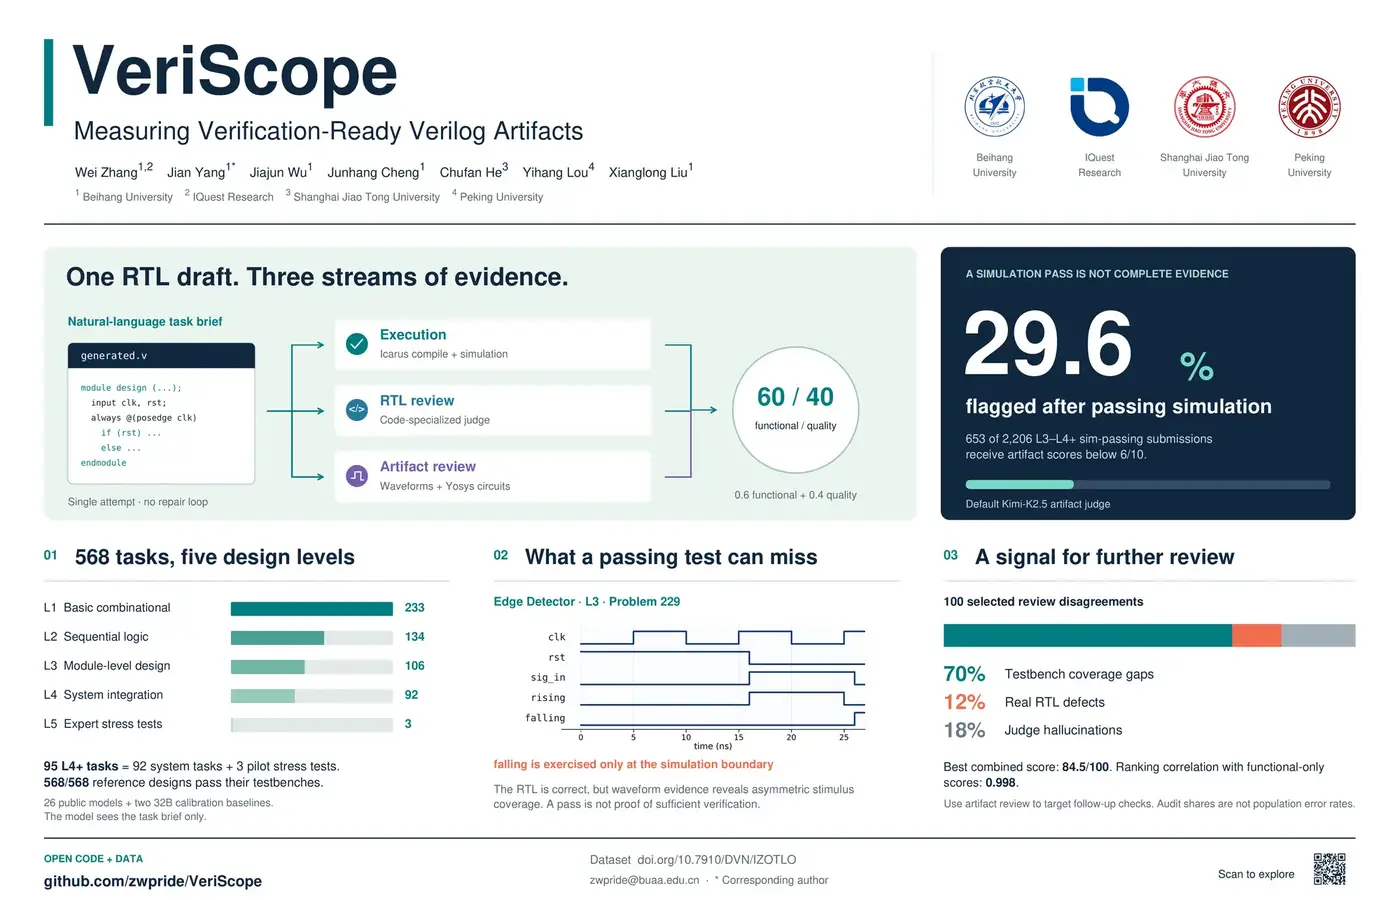 VeriScope
Measuring Verification-Ready Verilog Artifacts
Wei Zhang1,2 Jian Yang1* Jiajun Wu1 Junhang Cheng1 Chufan He3 Yihang Lou4 Xianglong Liu1
1 Beihang University 2 IQuest Research 3 Shanghai Jiao Tong University 4 Peking University
Beihang University
IQuest Research
Shanghai Jiao Tong University
Peking University
One RTL draft. Three streams of evidence.
Natural-language task brief
generated.v
module design (...);
input clk, rst;
always @(posedge clk)
if (rst) ...
else ...
endmodule
Single attempt · no repair loop
Execution
Icarus compile + simulation
</> RTL review
Code-specialized judge
Artifact review
Waveforms + Yosys circuits
60 / 40
functional / quality
0.6 functional + 0.4 quality
A SIMULATION PASS IS NOT COMPLETE EVIDENCE
29.6 %
flagged after passing simulation
653 of 2,206 L3–L4+ sim-passing submissions
receive artifact scores below 6/10.
Default Kimi-K2.5 artifact judge
01 568 tasks, five design levels
L1 Basic combinational 233
L2 Sequential logic 134
L3 Module-level design 106
L4 System integration 92
L5 Expert stress tests 3
95 L4+ tasks = 92 system tasks + 3 pilot stress tests.
568/568 reference designs pass their testbenches.
26 public models + two 32B calibration baselines.
The model sees the task brief only.
02 What a passing test can miss
Edge Detector · L3 · Problem 229
clk
rst
sig_in
rising
falling
0 5 10 15 20 25
time (ns)
falling is exercised only at the simulation boundary
The RTL is correct, but waveform evidence reveals asymmetric stimulus
coverage. A pass is not proof of sufficient verification.
03 A signal for further review
100 selected review disagreements
70% Testbench coverage gaps
12% Real RTL defects
18% Judge hallucinations
Best combined score: 84.5/100. Ranking correlation with functional-only
scores: 0.998.
Use artifact review to target follow-up checks. Audit shares are not population error rates.
OPEN CODE + DATA
github.com/zwpride/VeriScope
Dataset doi.org/10.7910/DVN/IZOTLO
zwpride@buaa.edu.cn · * Corresponding author
Scan to explore